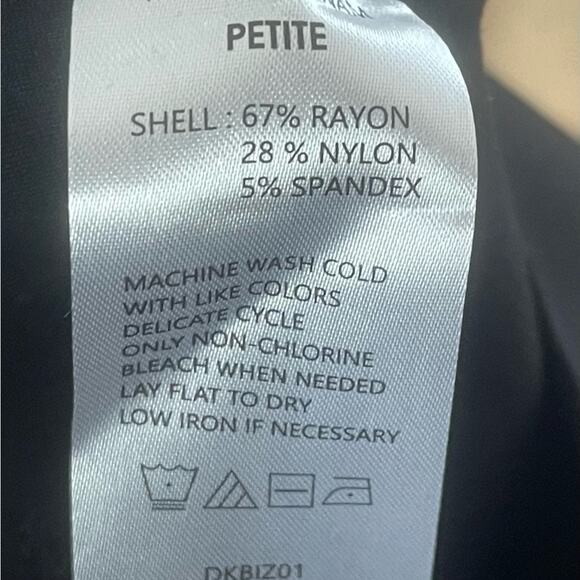 PETITE
SHELL : 67% RAYON
28 % NYLON
5% SPANDEX
MACHINE WASH COLD
WITH LIKE COLORS
DELICATE CYCLE
ONLY NON-CHLORINE
BLEACH WHEN NEEDED
LAY FLAT TO DRY
LOW IRON IF NECESSARY
DKBIZ01